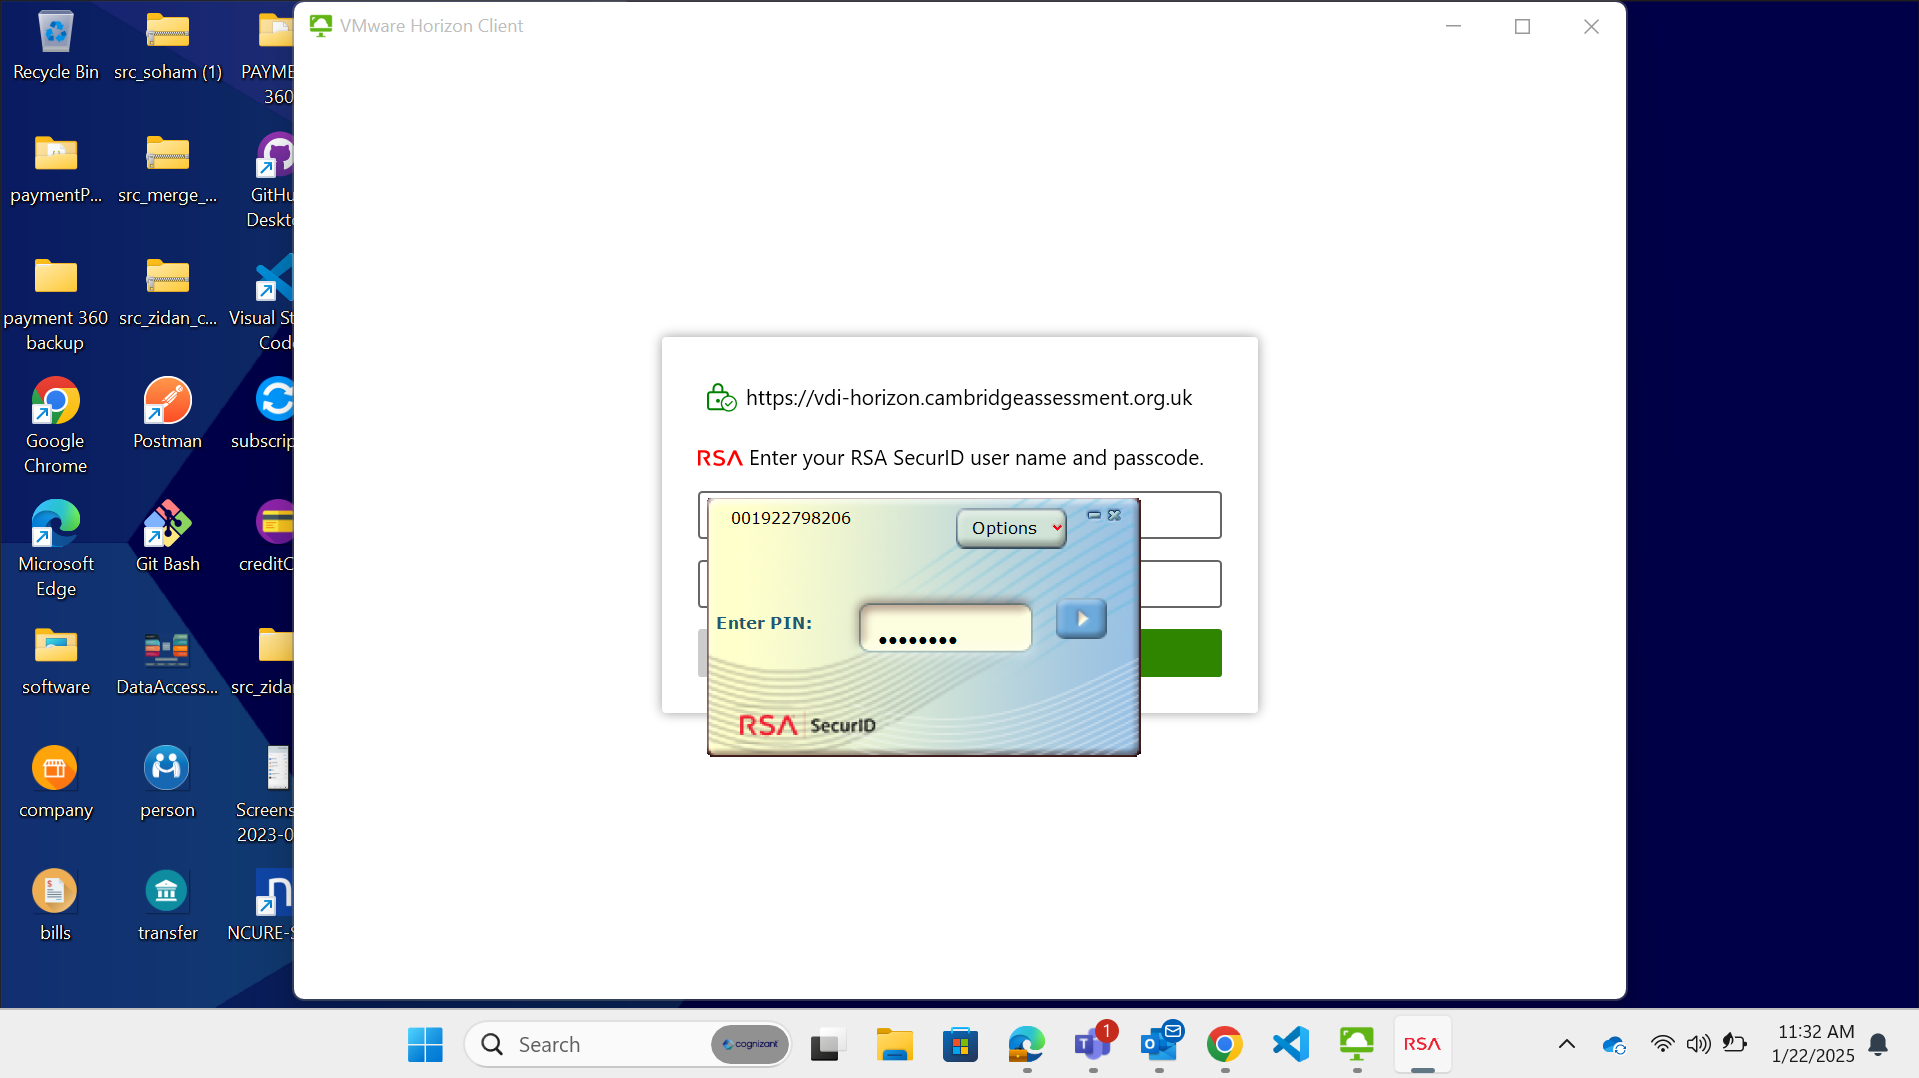 VMware Horizon Client
Recycle Bin
src_soham (1)
PAYME
360
paymentP...
src_merge_...
GitHu
Deskto
payment 360
backup
src_zidan_c...
Visual St
Code
Google
Chrome
Postman
subscrip
Microsoft
Edge
Git Bash
creditC
software
DataAccess...
src_zidan
company
person
Screens
2023-0
bills
transfer
NCURE-S
https://vdi-horizon.cambridgeassessment.org.uk
RSA Enter your RSA SecurID user name and passcode.
001922798206
Options
Enter PIN:
RSA SecurID
Search
cognizant
1
RSA
11:32 AM
1/22/2025